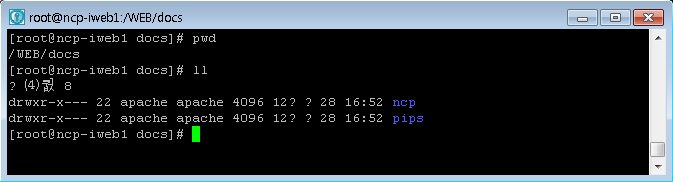 root@ncp-iweb1:/WEB/docs
[root@ncp-iweb1 docs]# pwd
/WEB/docs
[root@ncp-iweb1 docs]# ll
? ⑷큓 8
drwxr-x--- 22 apache apache 4096 12? ? 28 16:52 ncp
drwxr-x--- 22 apache apache 4096 12? ? 28 16:52 pips
[root@ncp-iweb1 docs]#